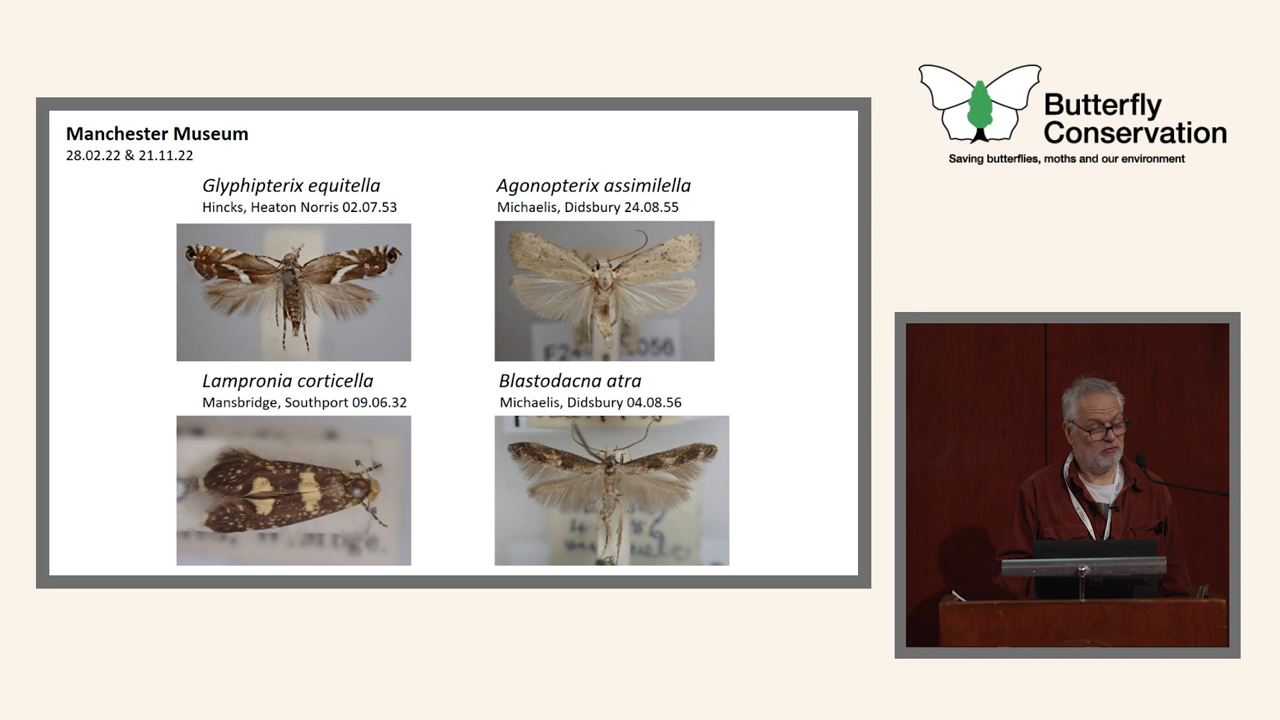 Manchester Museum
28.02.22 & 21.11.22
Glyphipterix equitella
Hincks, Heaton Norris 02.07.53
Agonopterix assimilella
Michaelis, Didsbury 24.08.55
056
Lampronia corticella
Mansbridge, Southport 09.06.32
Blastodacna atra
Michaelis, Didsbury 04.08.56
Butterfly
Conservation
Saving butterflies, moths and our environment